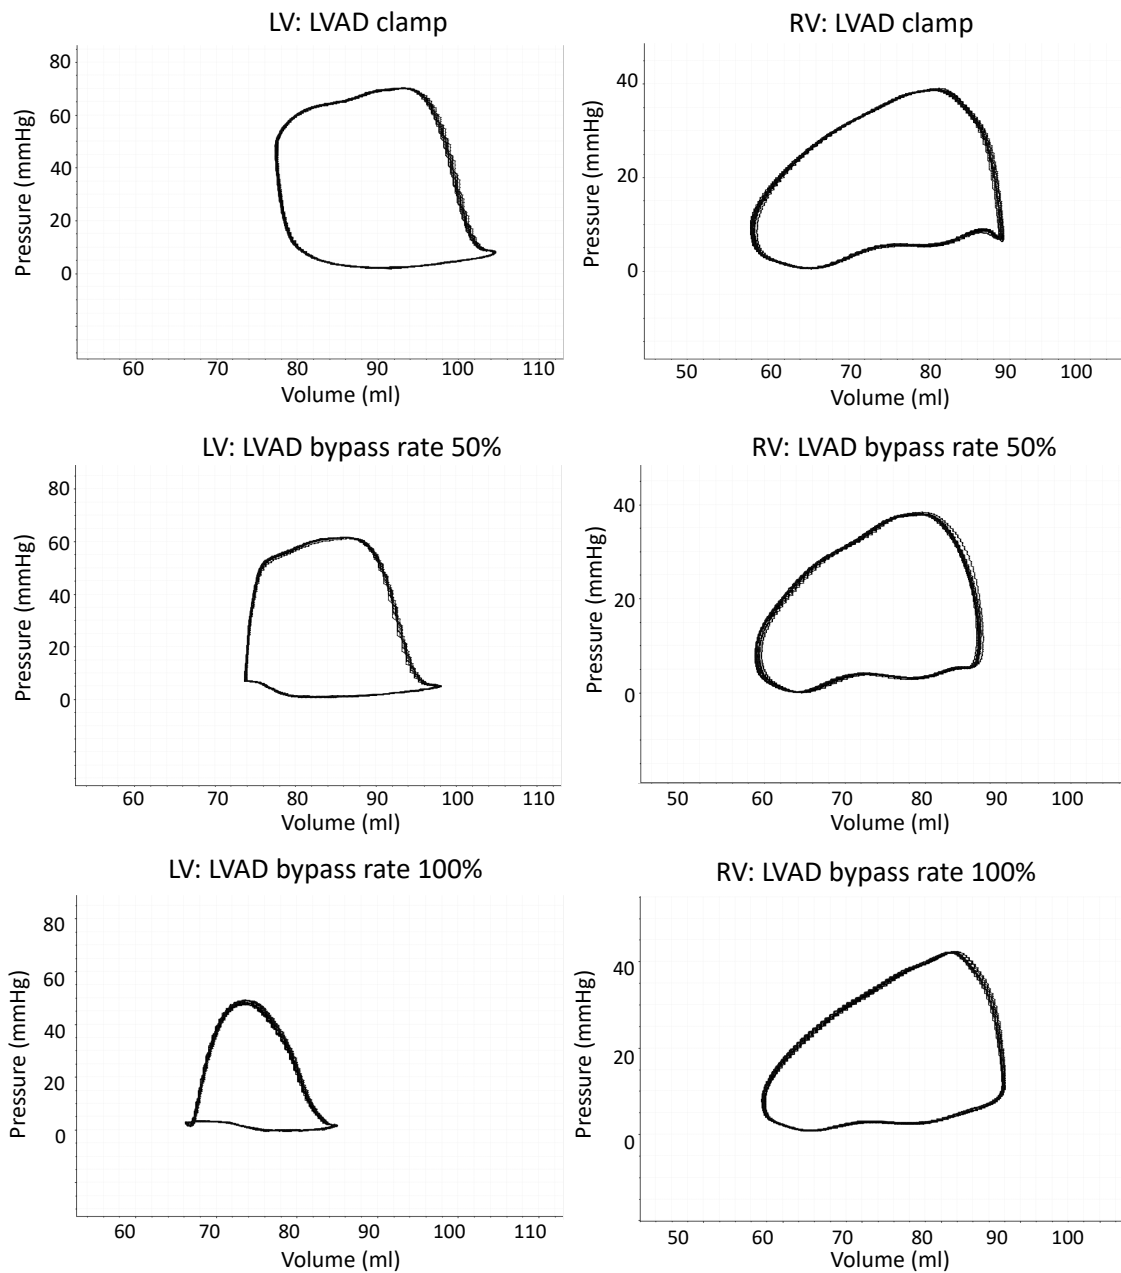 LV: LVAD clamp
80
60
40
20
0
Pressure (mmHg)
60 70 80 90 100 110
Volume (ml)
RV: LVAD clamp
40
20
0
Pressure (mmHg)
50 60 70 80 90 100
Volume (ml)
LV: LVAD bypass rate 50%
80
60
40
20
0
Pressure (mmHg)
60 70 80 90 100 110
Volume (ml)
RV: LVAD bypass rate 50%
40
20
0
Pressure (mmHg)
50 60 70 80 90 100
Volume (ml)
LV: LVAD bypass rate 100%
80
60
40
20
0
Pressure (mmHg)
60 70 80 90 100 110
Volume (ml)
RV: LVAD bypass rate 100%
40
20
0
Pressure (mmHg)
50 60 70 80 90 100
Volume (ml)